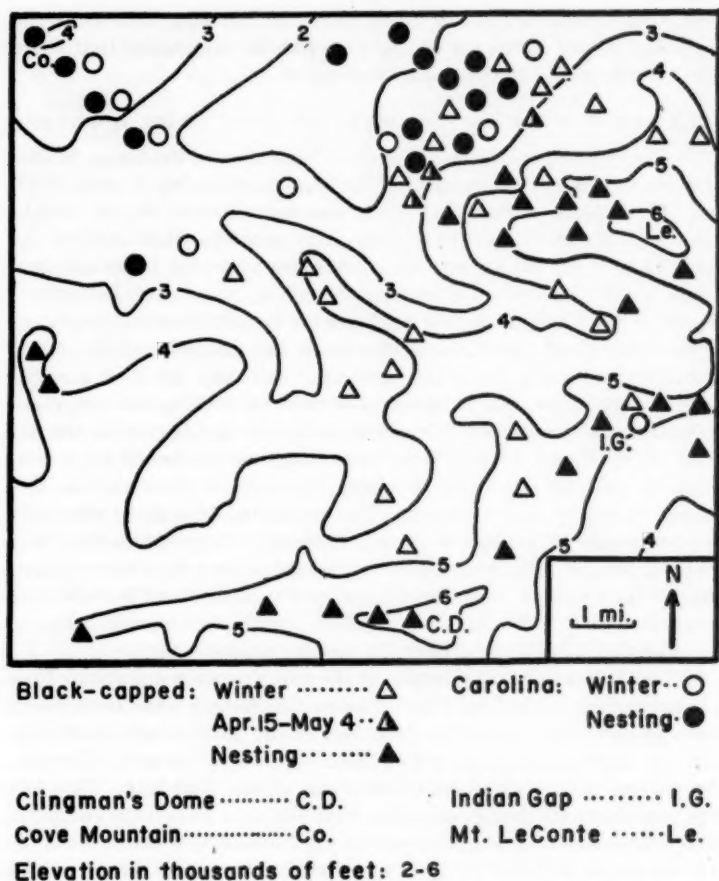 4 3 2
Co.
3
4
5
6
Le.
3
3
4
4
5
I.G.
5
4
6
5
C.D.
N
1 mi.
Black-capped: Winter ........ △ Carolina: Winter .. ○
Apr. 15–May 4 .. ◮ Nesting . ●
Nesting ........... ▲
Clingman's Dome ........ C.D. Indian Gap ........ I.G.
Cove Mountain ............ Co. Mt. LeConte ..... Le.
Elevation in thousands of feet: 2-6